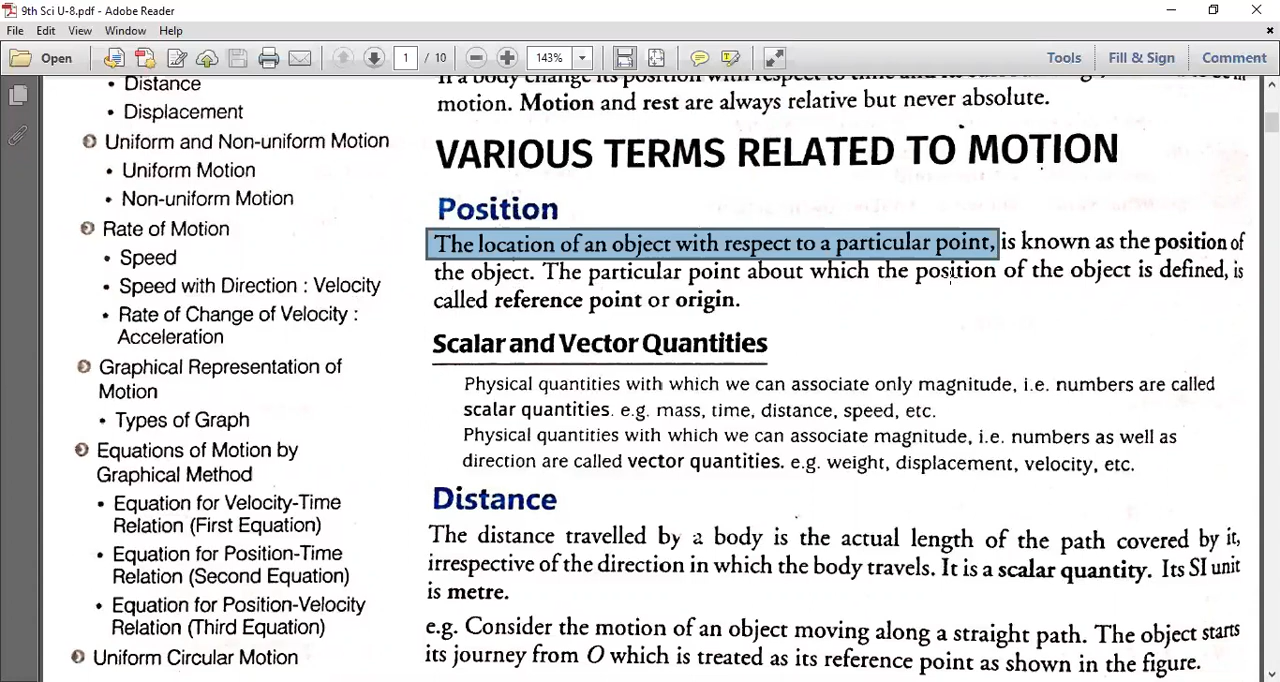 9th Sci U-8.pdf - Adobe Reader
File Edit View Window Help
Open 1 / 10 143% Tools Fill & Sign Comment
• Distance
• Displacement
Uniform and Non-uniform Motion
• Uniform Motion
• Non-uniform Motion
Rate of Motion
• Speed
• Speed with Direction : Velocity
• Rate of Change of Velocity :
Acceleration
Graphical Representation of
Motion
• Types of Graph
Equations of Motion by
Graphical Method
• Equation for Velocity-Time
Relation (First Equation)
• Equation for Position-Time
Relation (Second Equation)
• Equation for Position-Velocity
Relation (Third Equation)
Uniform Circular Motion
If a body change its position with respect to time and its
motion. Motion and rest are always relative but never absolute.
VARIOUS TERMS RELATED TO MOTION
Position
The location of an object with respect to a particular point, is known as the position of
the object. The particular point about which the position of the object is defined, is
called reference point or origin.
Scalar and Vector Quantities
Physical quantities with which we can associate only magnitude, i.e. numbers are called
scalar quantities. e.g. mass, time, distance, speed, etc.
Physical quantities with which we can associate magnitude, i.e. numbers as well as
direction are called vector quantities. e.g. weight, displacement, velocity, etc.
Distance
The distance travelled by a body is the actual length of the path covered by it,
irrespective of the direction in which the body travels. It is a scalar quantity. Its SI unit
is metre.
e.g. Consider the motion of an object moving along a straight path. The object starts
its journey from O which is treated as its reference point as shown in the figure.